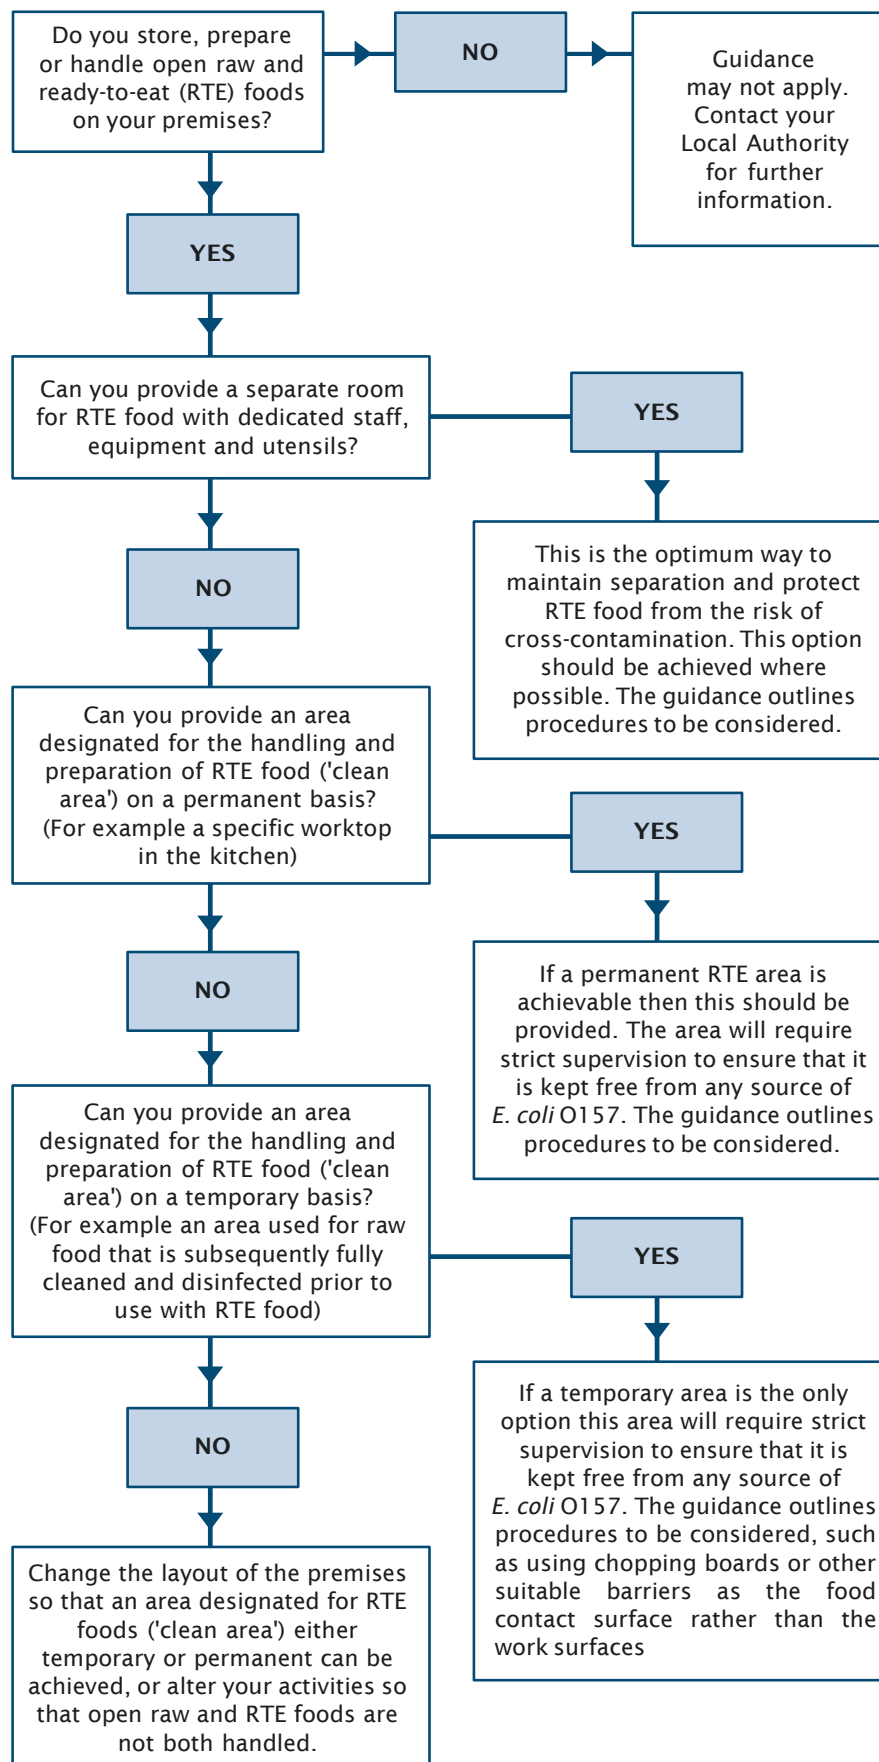 Do you store, prepare
or handle open raw and
ready-to-eat (RTE) foods
on your premises?
NO
Guidance
may not apply.
Contact your
Local Authority
for further
information.
YES
Can you provide a separate room
for RTE food with dedicated staff,
equipment and utensils?
YES
This is the optimum way to
maintain separation and protect
RTE food from the risk of
cross-contamination. This option
should be achieved where
possible. The guidance outlines
procedures to be considered.
NO
Can you provide an area
designated for the handling and
preparation of RTE food ('clean
area') on a permanent basis?
(For example a specific worktop
in the kitchen)
YES
If a permanent RTE area is
achievable then this should be
provided. The area will require
strict supervision to ensure that it
is kept free from any source of
E. coli O157. The guidance outlines
procedures to be considered.
NO
Can you provide an area
designated for the handling and
preparation of RTE food ('clean
area') on a temporary basis?
(For example an area used for raw
food that is subsequently fully
cleaned and disinfected prior to
use with RTE food)
YES
If a temporary area is the only
option this area will require strict
supervision to ensure that it is
kept free from any source of
E. coli O157. The guidance outlines
procedures to be considered, such
as using chopping boards or other
suitable barriers as the food
contact surface rather than the
work surfaces
NO
Change the layout of the premises
so that an area designated for RTE
foods ('clean area') either
temporary or permanent can be
achieved, or alter your activities so
that open raw and RTE foods are
not both handled.